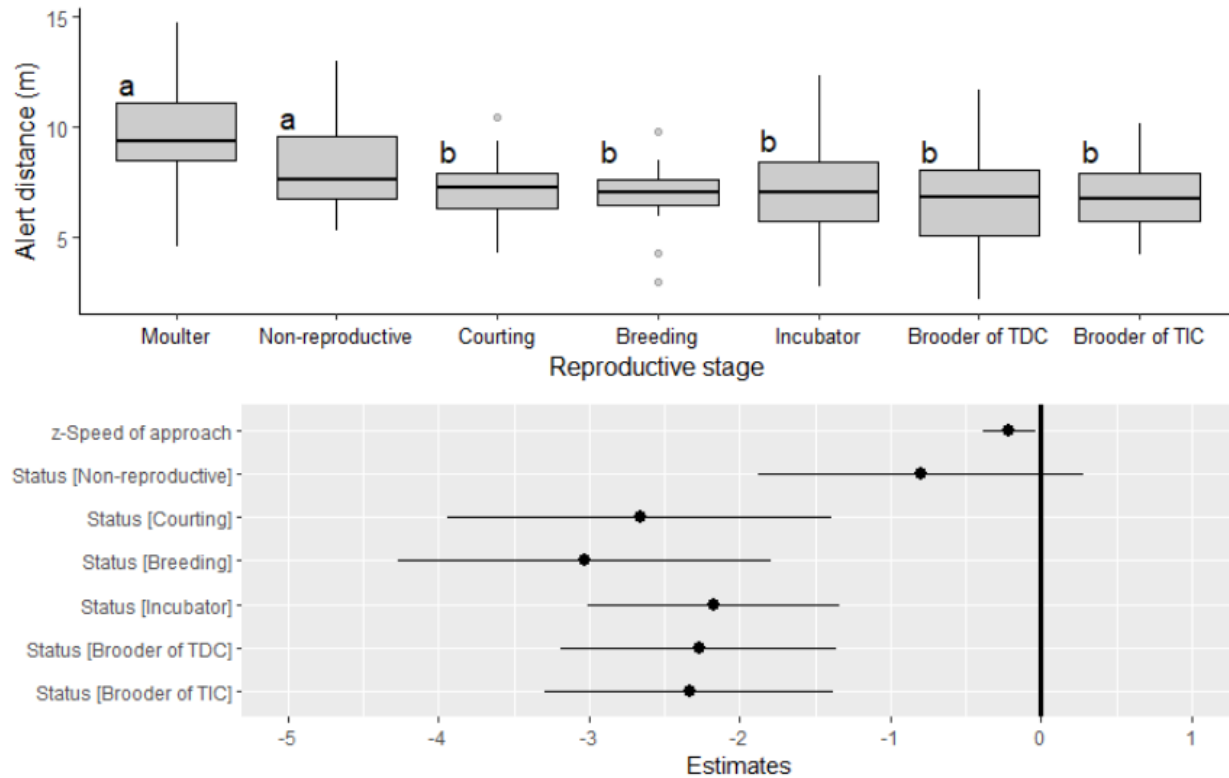 15
10
5
Alert distance (m)
a
a
b
b
b
b
b
Moulter
Non-reproductive
Courting
Breeding
Incubator
Brooder of TDC
Brooder of TIC
Reproductive stage
z-Speed of approach
Status [Non-reproductive]
Status [Courting]
Status [Breeding]
Status [Incubator]
Status [Brooder of TDC]
Status [Brooder of TIC]
-5
-4
-3
-2
-1
0
1
Estimates